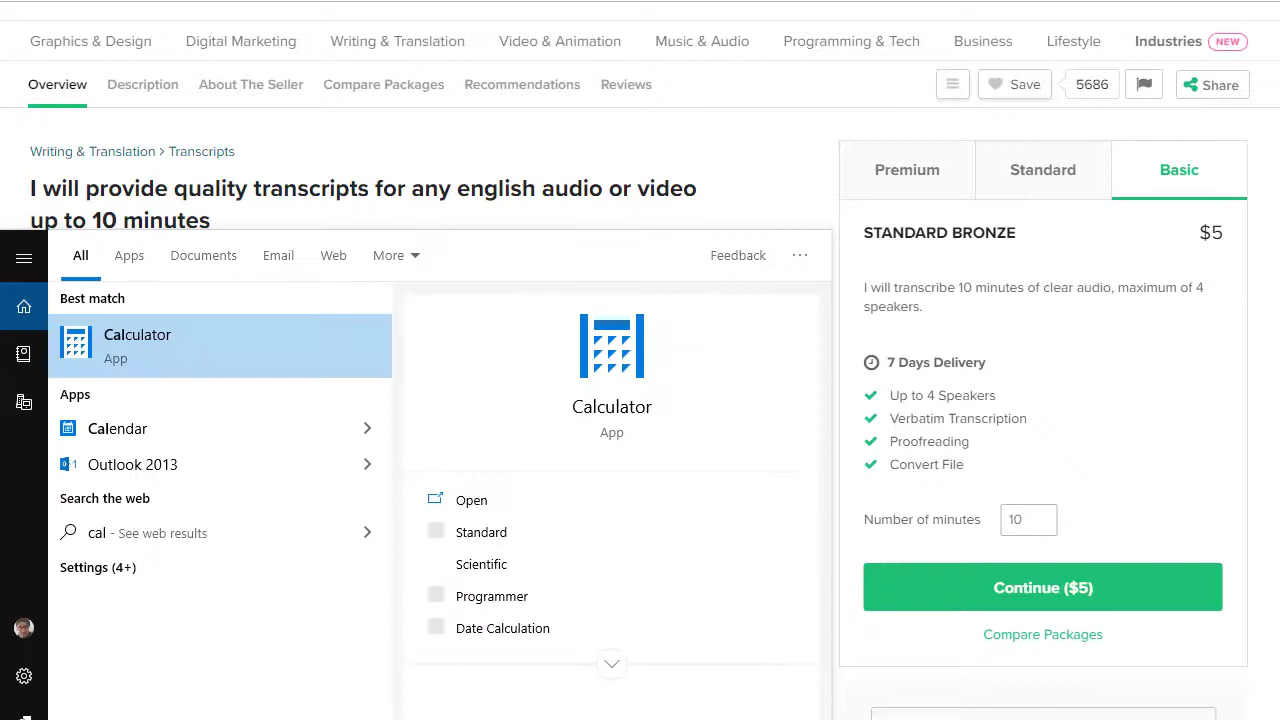 Graphics & Design Digital Marketing Writing & Translation Video & Animation Music & Audio Programming & Tech Business Lifestyle Industries NEW
Overview Description About The Seller Compare Packages Recommendations Reviews Save 5686 Share
Writing & Translation > Transcripts
I will provide quality transcripts for any english audio or video
up to 10 minutes
Premium Standard Basic
STANDARD BRONZE $5
I will transcribe 10 minutes of clear audio, maximum of 4
speakers.
7 Days Delivery
Up to 4 Speakers
Verbatim Transcription
Proofreading
Convert File
Number of minutes 10
Continue ($5)
Compare Packages
All Apps Documents Email Web More Feedback ...
Best match
Calculator
App
Apps
Calendar
Outlook 2013
Search the web
cal - See web results
Settings (4+)
Calculator
App
Open
Standard
Scientific
Programmer
Date Calculation